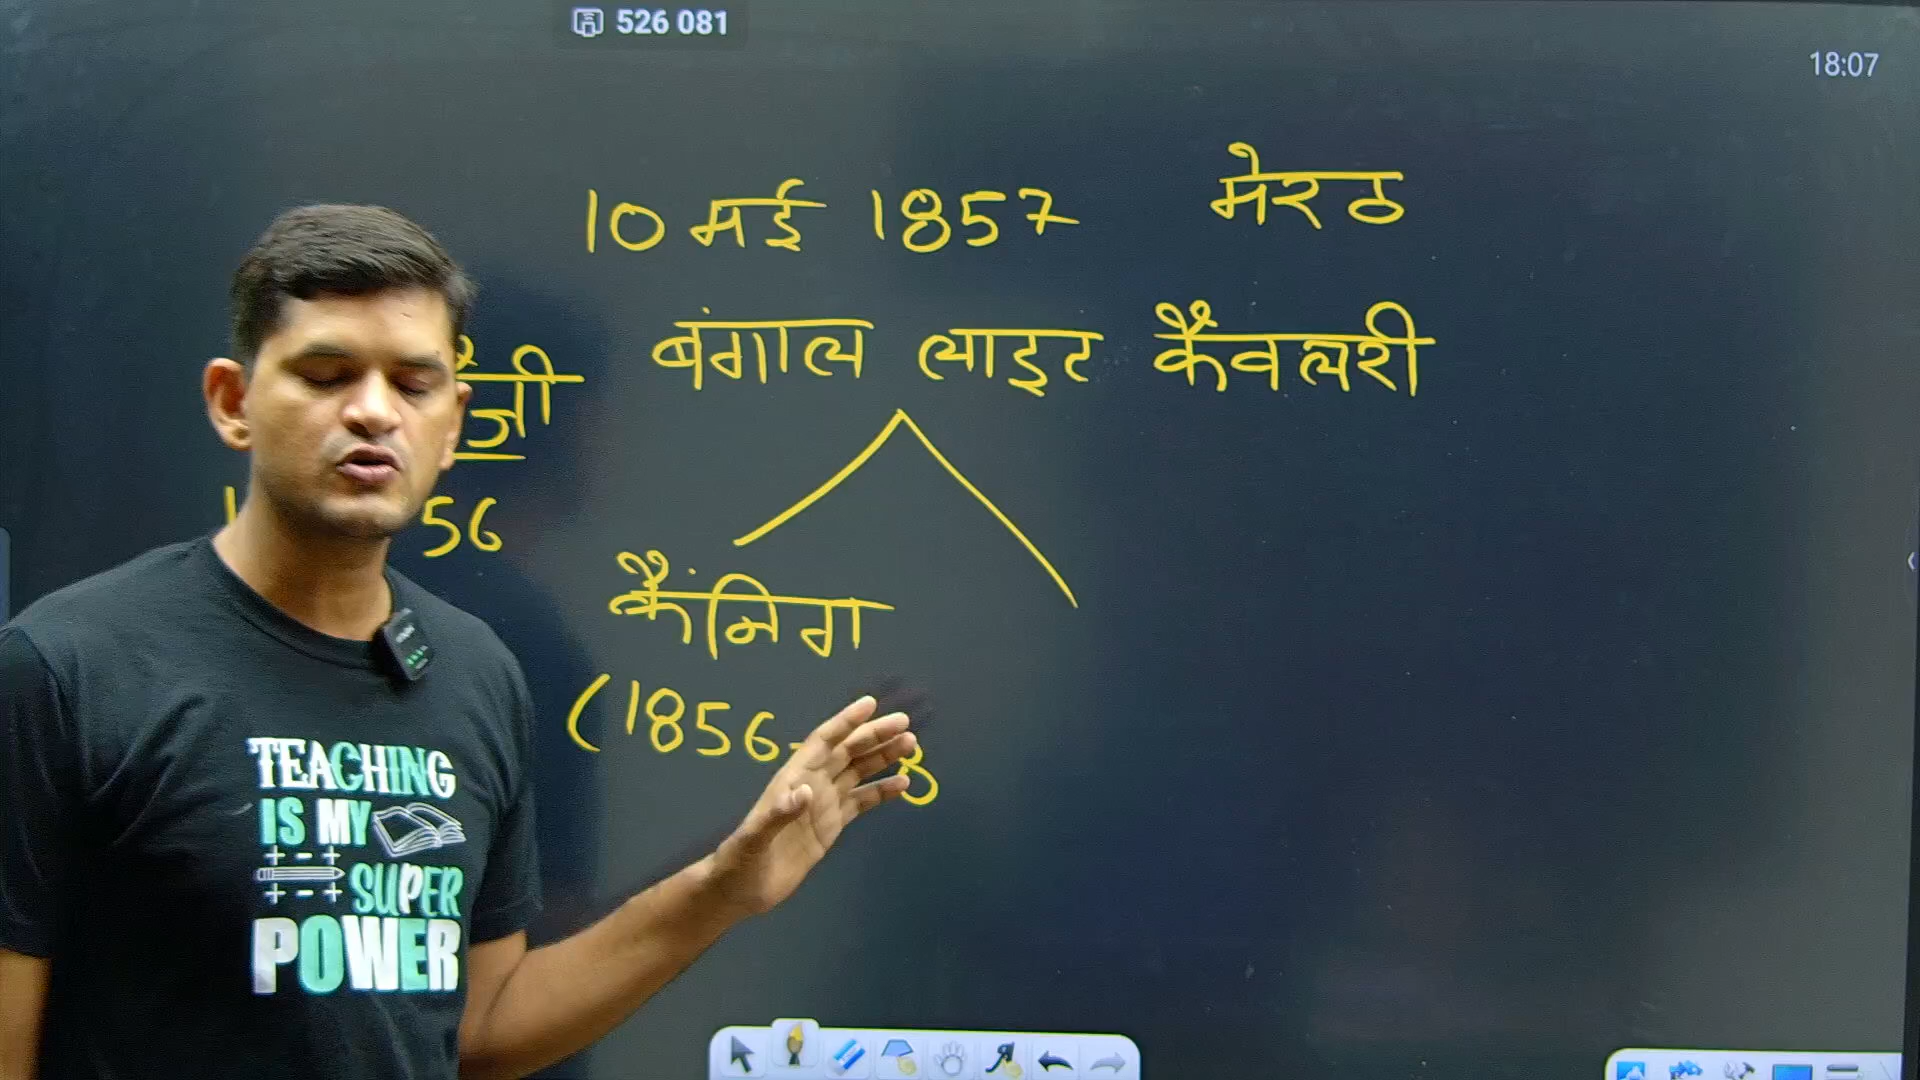 526 081
18:07
10 मई 1857 मेरठ
बंगाल लाइट कैवलरी
56
कैंनिग
(1856-
TEACHING
IS MY
SUPER
POWER